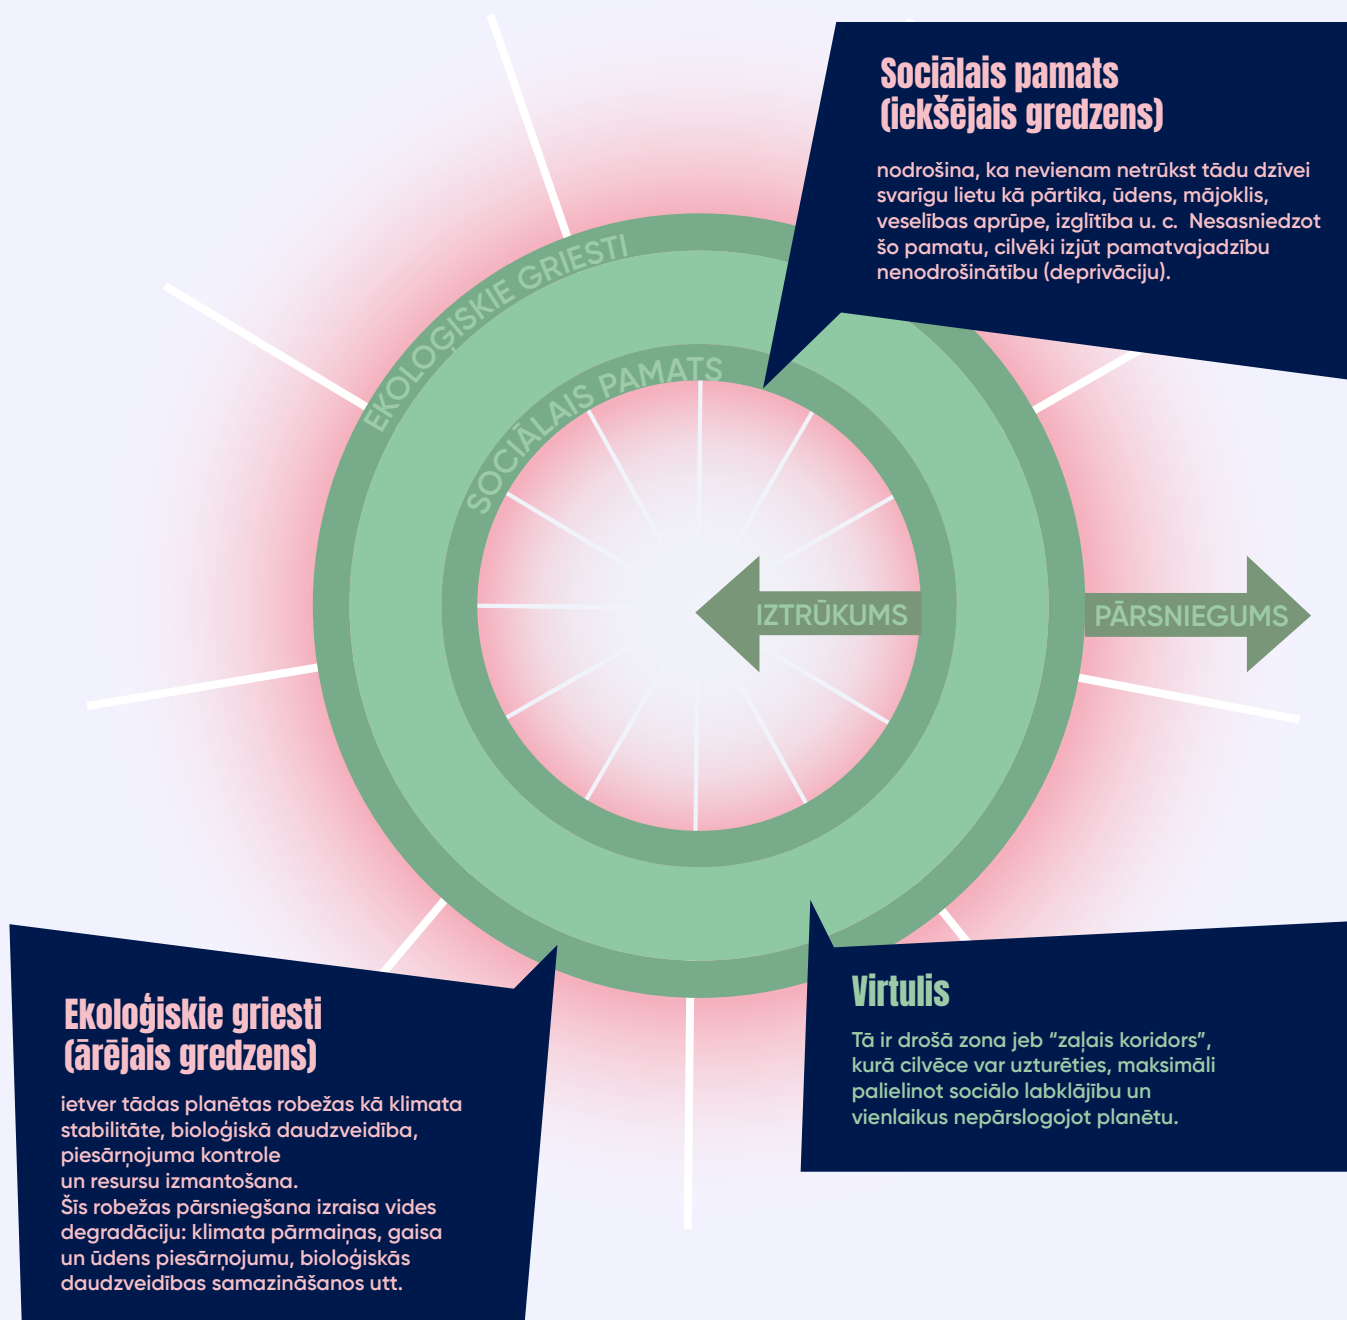 Sociālais pamats
(iekšējais gredzens)
nodrošina, ka nevienam netrūkst tādu dzīvei
svarīgu lietu kā pārtika, ūdens, mājoklis,
veselības aprūpe, izglītība u. c. Nesasniedzot
šo pamatu, cilvēki izjūt pamatvajadzību
nenodrošinātību (deprivāciju).
EKOLOĢISKIE GRIESTI
SOCIĀLAIS PAMATS
IZTRŪKUMS
PĀRSNIEGUMS
Ekoloģiskie griesti
(ārējais gredzens)
ietver tādas planētas robežas kā klimata
stabilitāte, bioloģiskā daudzveidība,
piesārņojuma kontrole
un resursu izmantošana.
Šīs robežas pārsniegšana izraisa vides
degradāciju: klimata pārmaiņas, gaisa
un ūdens piesārņojumu, bioloģiskās
daudzveidības samazināšanos utt.
Virtulis
Tā ir drošā zona jeb “zaļais koridors”,
kurā cilvēce var uzturēties, maksimāli
palielinot sociālo labklājību un
vienlaikus nepārslogojot planētu.